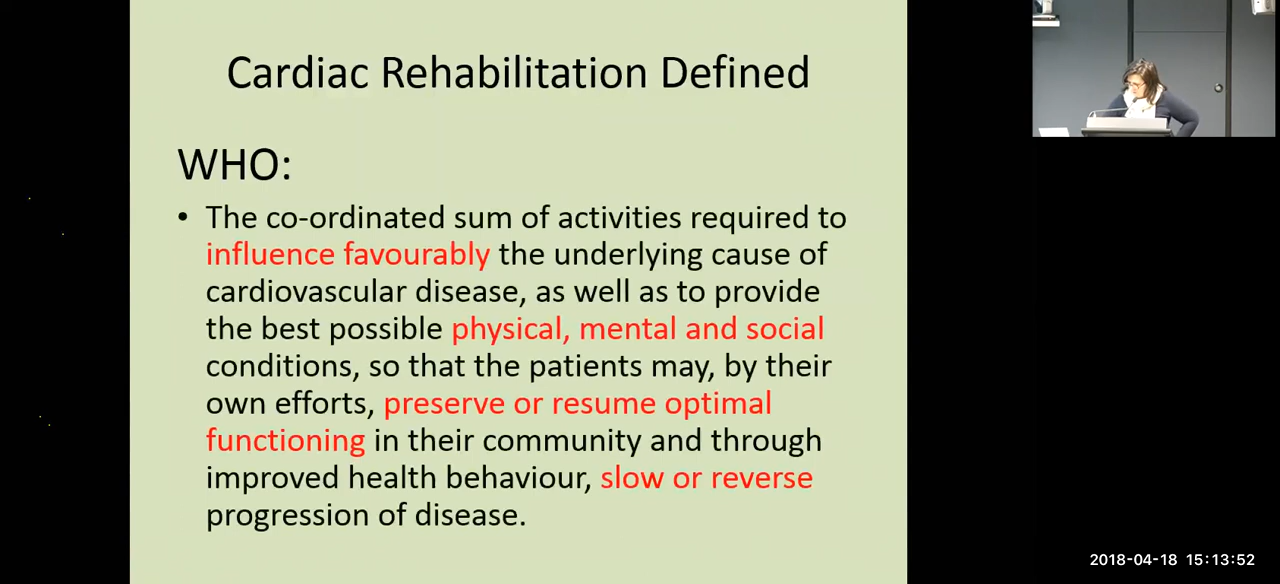 Cardiac Rehabilitation Defined
WHO:
• The co-ordinated sum of activities required to
influence favourably the underlying cause of
cardiovascular disease, as well as to provide
the best possible physical, mental and social
conditions, so that the patients may, by their
own efforts, preserve or resume optimal
functioning in their community and through
improved health behaviour, slow or reverse
progression of disease.
2018-04-18 15:13:52